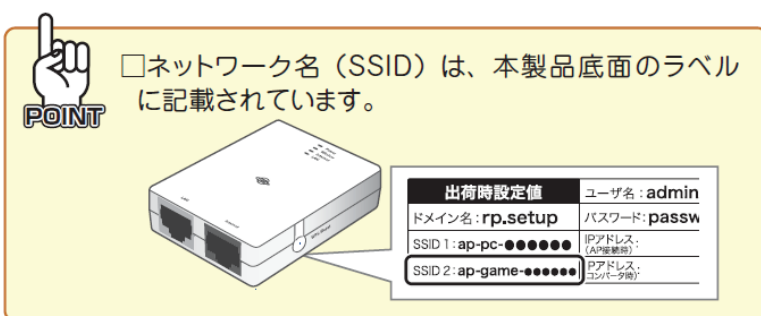 POINT
□ネットワーク名（SSID）は、本製品底面のラベル
に記載されています。
出荷時設定値
ユーザ名：admin
ドメイン名：rp.setup
パスワード：passw
SSID 1：ap-pc-●●●●●●
IPアドレス：
（AP接続時）
SSID 2：ap-game-●●●●●●
Pアドレス：
コンバータ時）